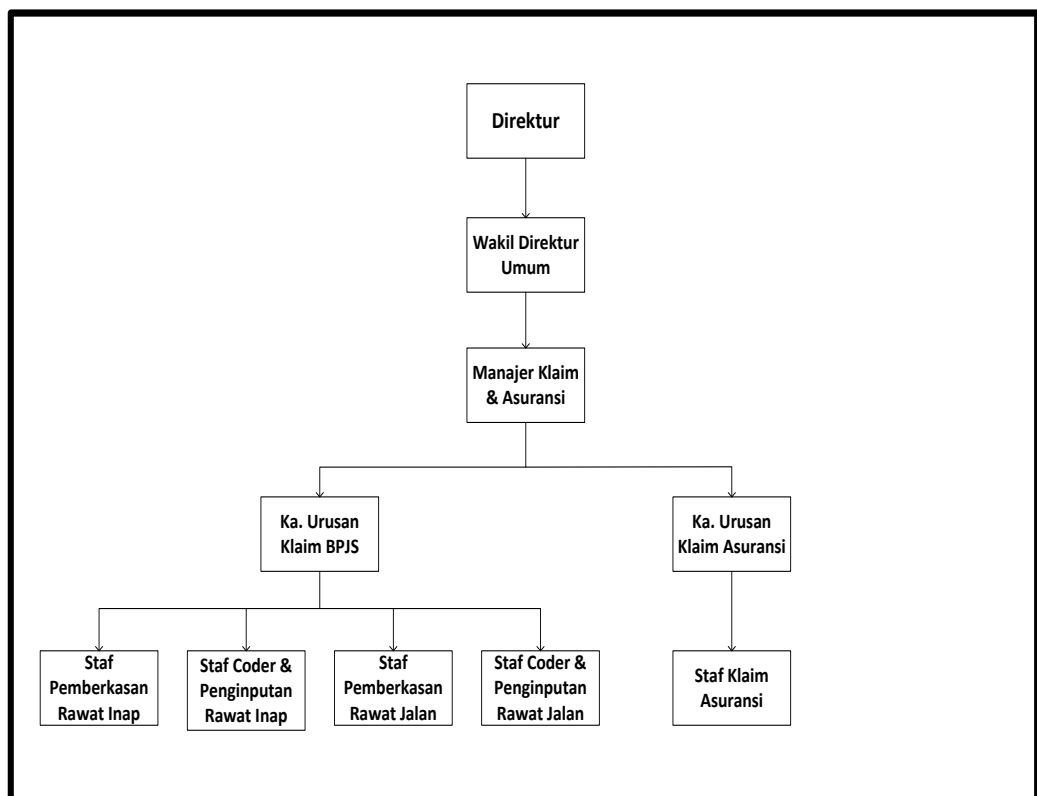 Direktur
Wakil Direktur
Umum
Manajer Klaim
& Asuransi
Ka. Urusan
Klaim BPJS
Ka. Urusan
Klaim Asuransi
Staf
Pemberkasan
Rawat Inap
Staf Coder &
Penginputan
Rawat Inap
Staf
Pemberkasan
Rawat Jalan
Staf Coder &
Penginputan
Rawat Jalan
Staf Klaim
Asuransi